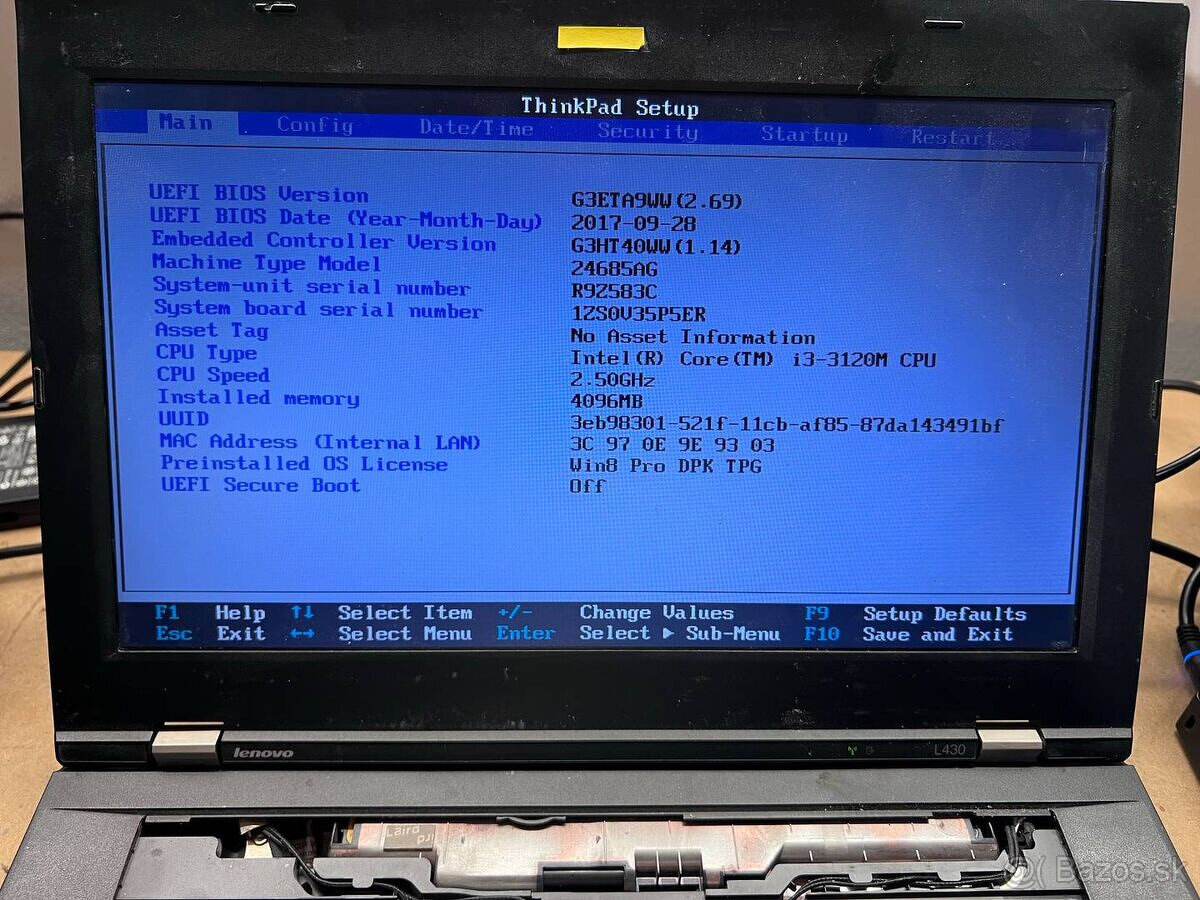 ThinkPad Setup
Main Config Date/Time Security Startup Restart
UEFI BIOS Version G3ETA9WW(2.69)
UEFI BIOS Date (Year-Month-Day) 2017-09-28
Embedded Controller Version G3HT40WW(1.14)
Machine Type Model 24685AG
System-unit serial number R9Z583C
System board serial number 1ZS0V35P5ER
Asset Tag No Asset Information
CPU Type Intel(R) Core(TM) i3-3120M CPU
CPU Speed 2.50GHz
Installed memory 4096MB
UUID 3eb98301-521f-11cb-af85-87da143491bf
MAC Address (Internal LAN) 3C 97 0E 9E 93 03
Preinstalled OS License Win8 Pro DPK TPG
UEFI Secure Boot Off
F1 Help ↑↓ Select Item +/- Change Values F9 Setup Defaults
Esc Exit ←→ Select Menu Enter Select ▶ Sub-Menu F10 Save and Exit
lenovo L430
Laird
Bazos.sk